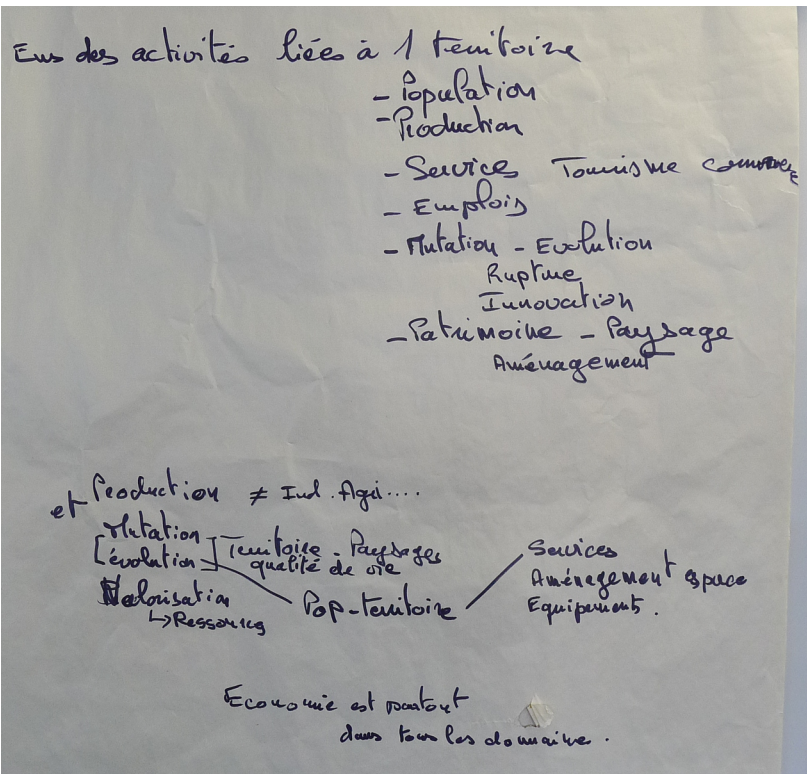 Ens des activités liées à 1 territoire
- Population
- Production
- Services Tourisme commerce
- Emplois
- Mutation - Evolution
Rupture
Innovation
- Patrimoine - Paysage
Aménagement
et Production ≠ Ind. Agri....
Mutation
l'évolution
Territoire - Paysages
qualité de vie
Valorisation
↳ Ressources
Pop-territoire
Services
Aménagement espace
Equipements.
Economie est partout
dans tous les domaine.